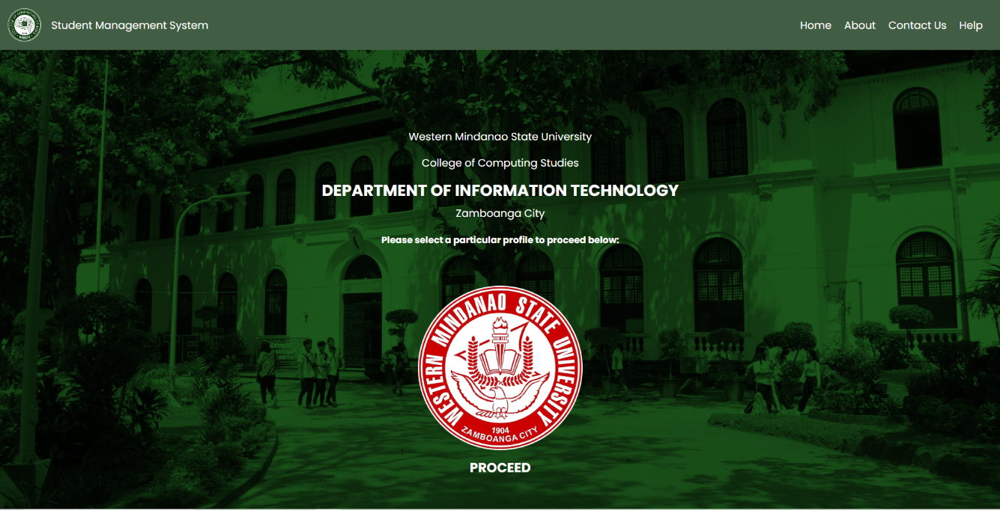 Student Management System
Home About Contact Us Help
Western Mindanao State University
College of Computing Studies
DEPARTMENT OF INFORMATION TECHNOLOGY
Zamboanga City
Please select a particular profile to proceed below:
WESTERN MINDANAO STATE UNIVERSITY
1904
ZAMBOANGA CITY
PROCEED